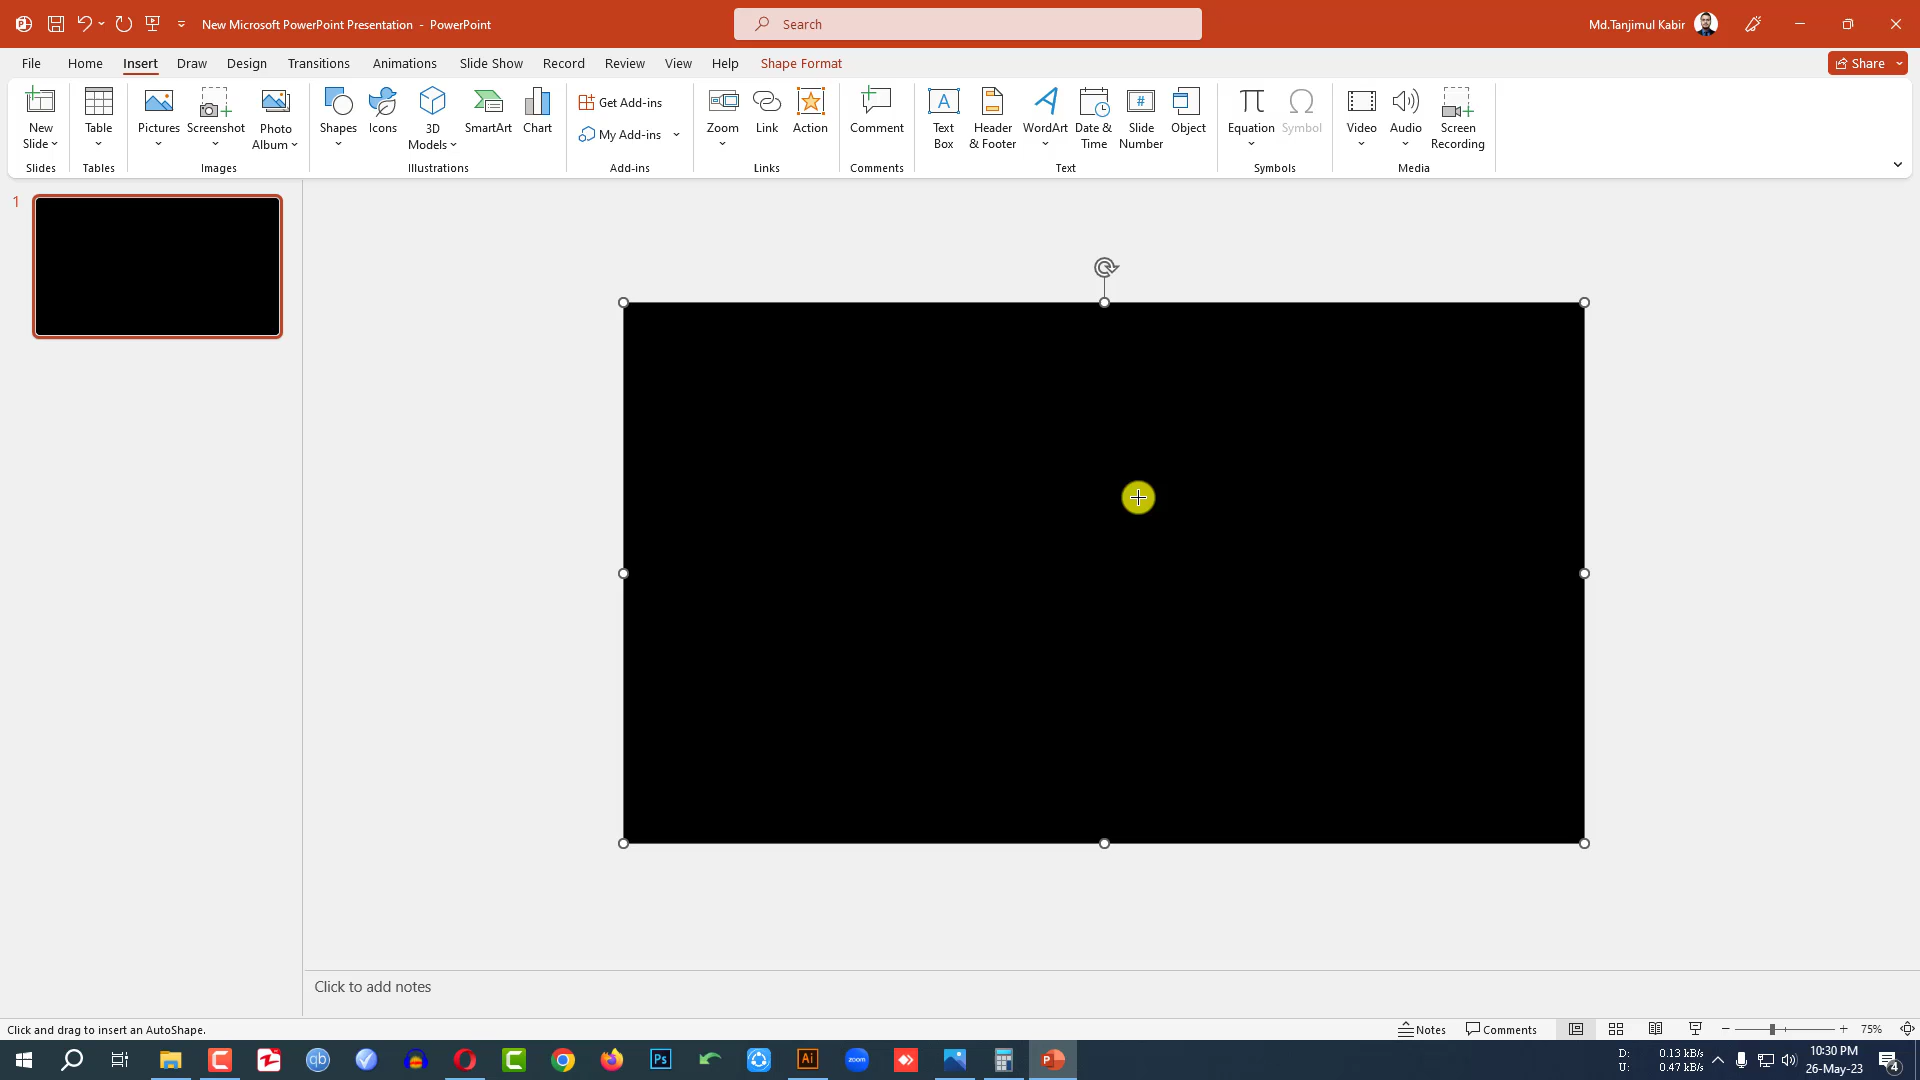 New Microsoft PowerPoint Presentation - PowerPoint
Search
Md.Tanjimul Kabir
File Home Insert Draw Design Transitions Animations Slide Show Record Review View Help Shape Format
Share
New Slide
Table
Pictures
Screenshot
Photo Album
Shapes
Icons
3D Models
SmartArt
Chart
Get Add-ins
My Add-ins
Zoom
Link
Action
Comment
A
Text Box
Header & Footer
WordArt
Date & Time
#
Slide Number
Object
Equation
Symbol
Video
Audio
Screen Recording
Slides Tables Images Illustrations Add-ins Links Comments Text Symbols Media
1
Click to add notes
Click and drag to insert an AutoShape.
Notes
Comments
75%
qb
Ps
Ai
zoom
P
D: 0.13 kB/s
U: 0.47 kB/s
10:30 PM
26-May-23
4